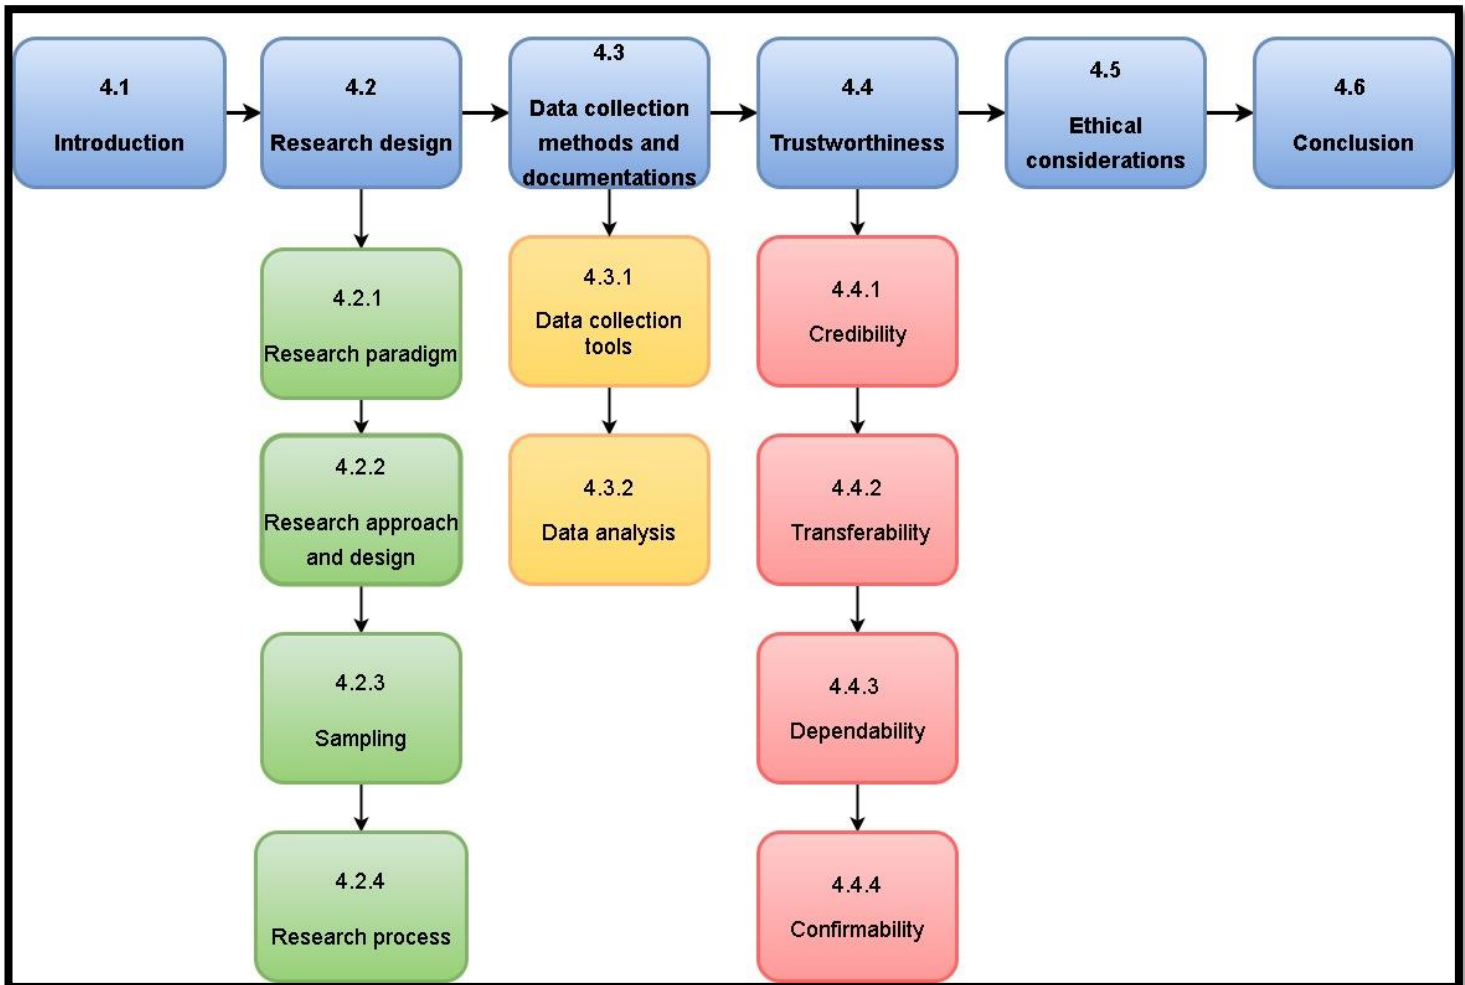 4.1
Introduction
4.2
Research design
4.3
Data collection
methods and
documentations
4.4
Trustworthiness
4.5
Ethical
considerations
4.6
Conclusion
4.2.1
Research paradigm
4.2.2
Research approach
and design
4.2.3
Sampling
4.2.4
Research process
4.3.1
Data collection
tools
4.3.2
Data analysis
4.4.1
Credibility
4.4.2
Transferability
4.4.3
Dependability
4.4.4
Confirmability